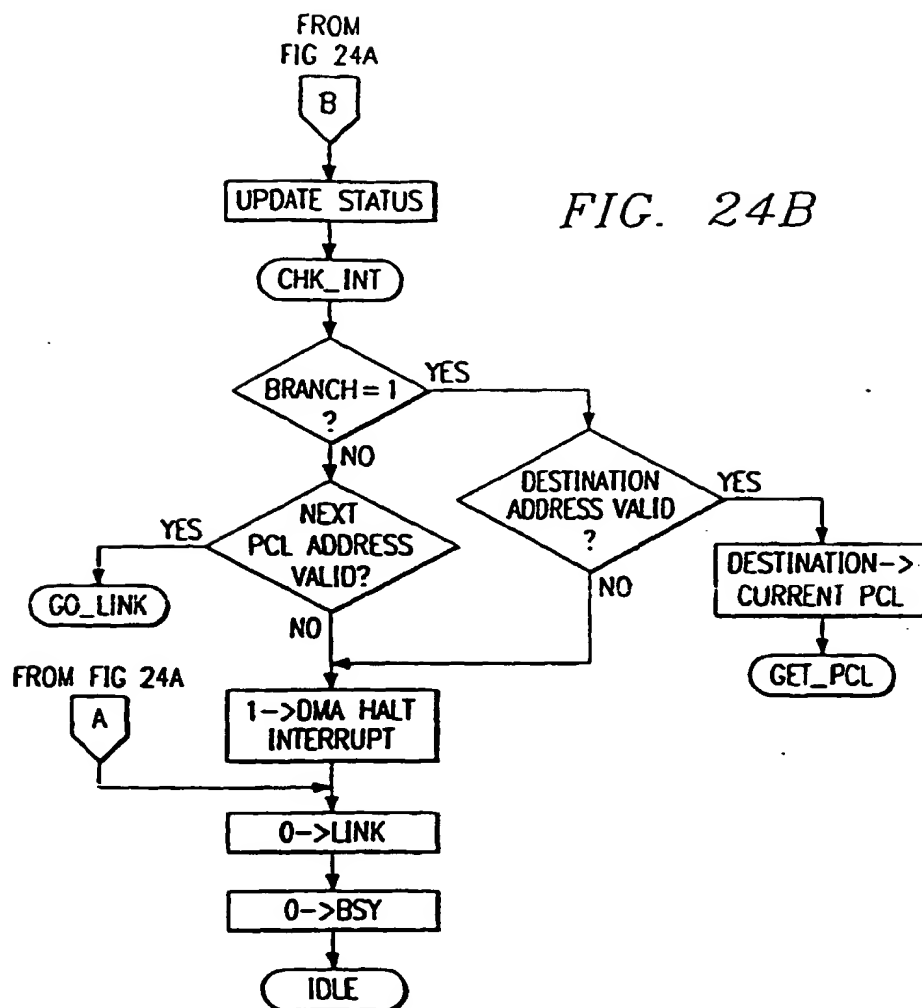 FROM
FIG 24A
B
UPDATE STATUS
FIG. 24B
CHK_INT
BRANCH = 1
?
YES
NO
DESTINATION
ADDRESS VALID
?
YES
NO
NEXT
PCL ADDRESS
VALID?
YES
NO
GO_LINK
DESTINATION->
CURRENT PCL
GET_PCL
FROM FIG 24A
A
1->DMA HALT
INTERRUPT
0->LINK
0->BSY
IDLE